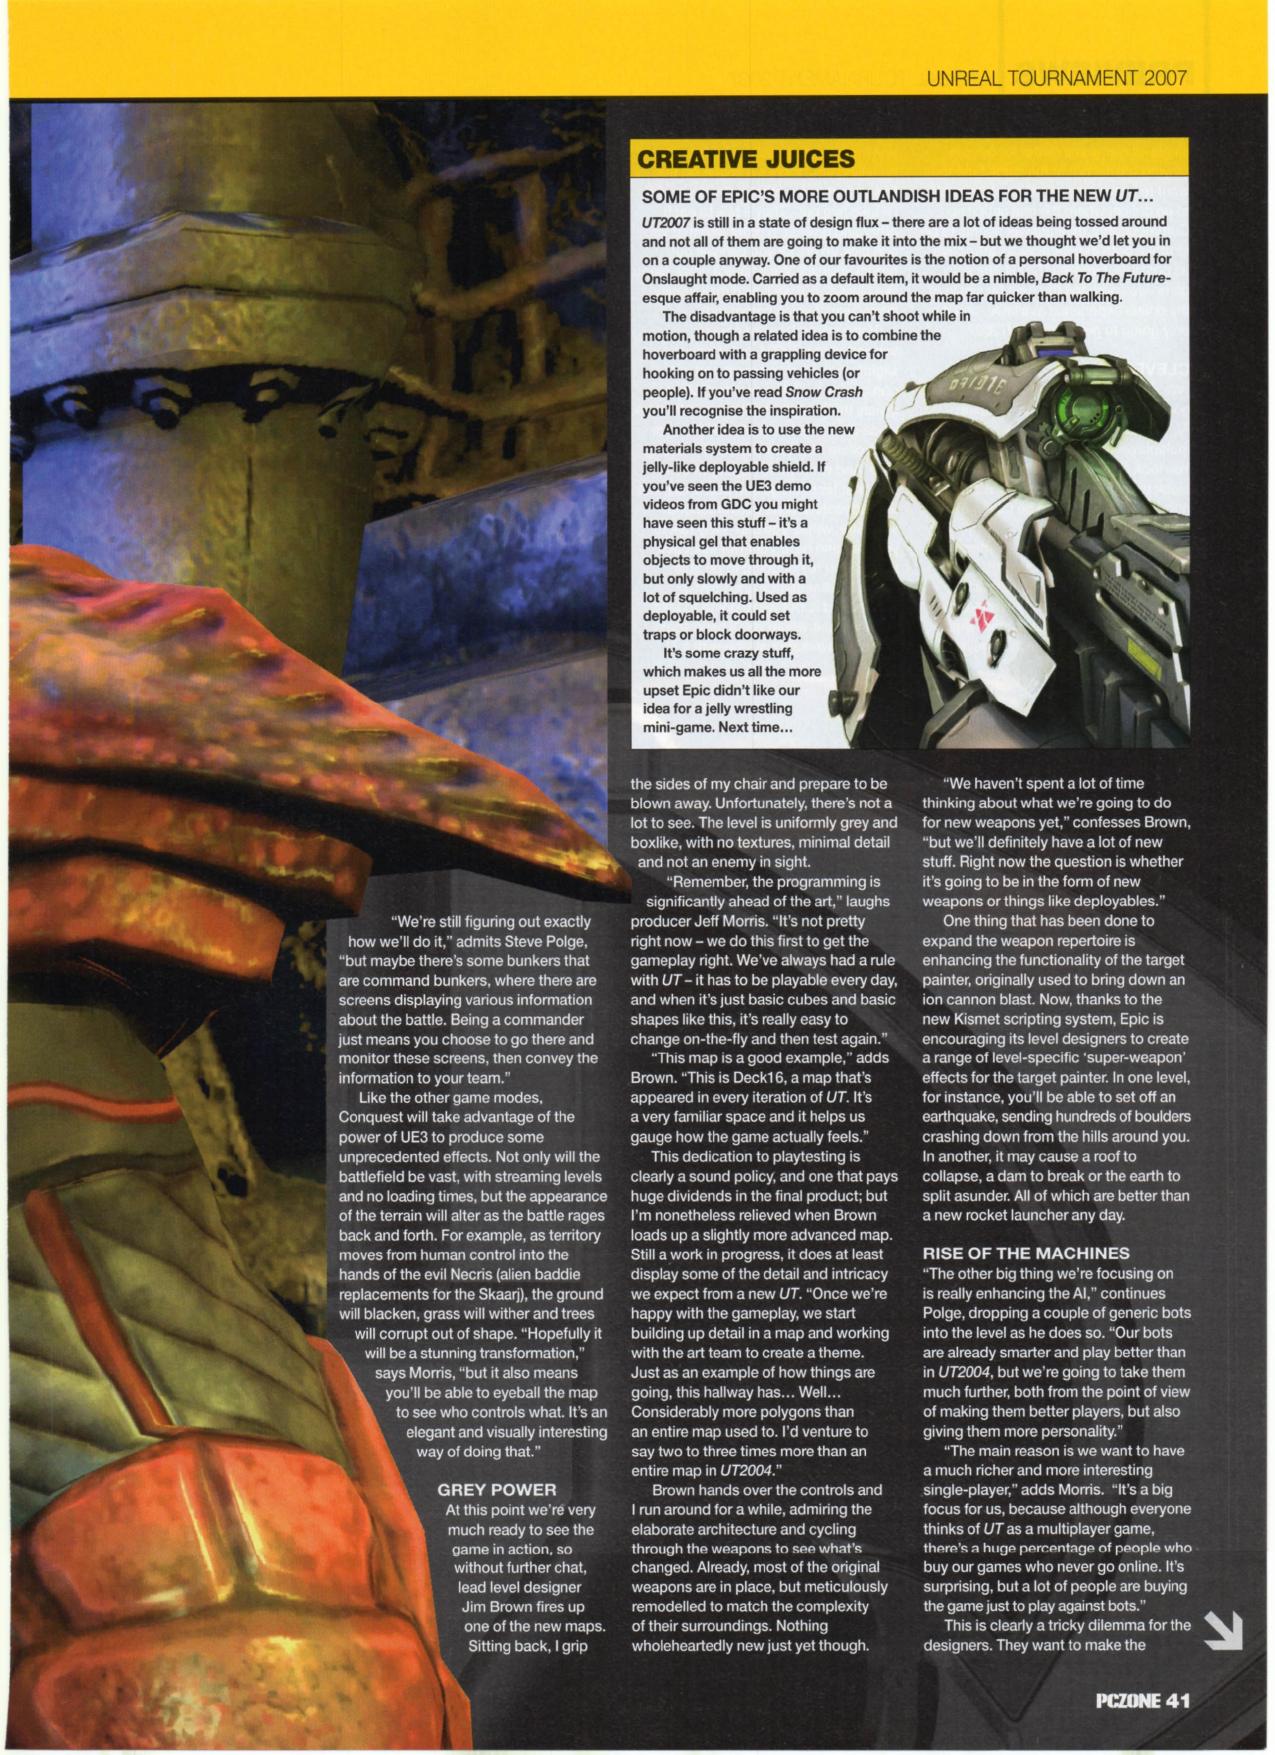 UNREAL TOURNAMENT 2007
CREATIVE JUICES
SOME OF EPIC'S MORE OUTLANDISH IDEAS FOR THE NEW UT...
UT2007 is still in a state of design flux – there are a lot of ideas being tossed around
and not all of them are going to make it into the mix – but we thought we'd let you in
on a couple anyway. One of our favourites is the notion of a personal hoverboard for
Onslaught mode. Carried as a default item, it would be a nimble, Back To The Future-
esque affair, enabling you to zoom around the map far quicker than walking.
The disadvantage is that you can't shoot while in
motion, though a related idea is to combine the
hoverboard with a grappling device for
hooking on to passing vehicles (or
people). If you've read Snow Crash
you'll recognise the inspiration.
Another idea is to use the new
materials system to create a
jelly-like deployable shield. If
you've seen the UE3 demo
videos from GDC you might
have seen this stuff – it's a
physical gel that enables
objects to move through it,
but only slowly and with a
lot of squelching. Used as
deployable, it could set
traps or block doorways.
It's some crazy stuff,
which makes us all the more
upset Epic didn't like our
idea for a jelly wrestling
mini-game. Next time...
"We're still figuring out exactly
how we'll do it," admits Steve Polge,
"but maybe there's some bunkers that
are command bunkers, where there are
screens displaying various information
about the battle. Being a commander
just means you choose to go there and
monitor these screens, then convey the
information to your team."
Like the other game modes,
Conquest will take advantage of the
power of UE3 to produce some
unprecedented effects. Not only will the
battlefield be vast, with streaming levels
and no loading times, but the appearance
of the terrain will alter as the battle rages
back and forth. For example, as territory
moves from human control into the
hands of the evil Necris (alien baddie
replacements for the Skaarj), the ground
will blacken, grass will wither and trees
will corrupt out of shape. "Hopefully it
will be a stunning transformation,"
says Morris, "but it also means
you'll be able to eyeball the map
to see who controls what. It's an
elegant and visually interesting
way of doing that."
GREY POWER
At this point we're very
much ready to see the
game in action, so
without further chat,
lead level designer
Jim Brown fires up
one of the new maps.
Sitting back, I grip
the sides of my chair and prepare to be
blown away. Unfortunately, there's not a
lot to see. The level is uniformly grey and
boxlike, with no textures, minimal detail
and not an enemy in sight.
"Remember, the programming is
significantly ahead of the art," laughs
producer Jeff Morris. "It's not pretty
right now – we do this first to get the
gameplay right. We've always had a rule
with UT – it has to be playable every day,
and when it's just basic cubes and basic
shapes like this, it's really easy to
change on-the-fly and then test again."
"This map is a good example," adds
Brown. "This is Deck16, a map that's
appeared in every iteration of UT. It's
a very familiar space and it helps us
gauge how the game actually feels."
This dedication to playtesting is
clearly a sound policy, and one that pays
huge dividends in the final product; but
I'm nonetheless relieved when Brown
loads up a slightly more advanced map.
Still a work in progress, it does at least
display some of the detail and intricacy
we expect from a new UT. "Once we're
happy with the gameplay, we start
building up detail in a map and working
with the art team to create a theme.
Just as an example of how things are
going, this hallway has... Well...
Considerably more polygons than
an entire map used to. I'd venture to
say two to three times more than an
entire map in UT2004."
Brown hands over the controls and
I run around for a while, admiring the
elaborate architecture and cycling
through the weapons to see what's
changed. Already, most of the original
weapons are in place, but meticulously
remodelled to match the complexity
of their surroundings. Nothing
wholeheartedly new just yet though.
"We haven't spent a lot of time
thinking about what we're going to do
for new weapons yet," confesses Brown,
"but we'll definitely have a lot of new
stuff. Right now the question is whether
it's going to be in the form of new
weapons or things like deployables."
One thing that has been done to
expand the weapon repertoire is
enhancing the functionality of the target
painter, originally used to bring down an
ion cannon blast. Now, thanks to the
new Kismet scripting system, Epic is
encouraging its level designers to create
a range of level-specific 'super-weapon'
effects for the target painter. In one level,
for instance, you'll be able to set off an
earthquake, sending hundreds of boulders
crashing down from the hills around you.
In another, it may cause a roof to
collapse, a dam to break or the earth to
split asunder. All of which are better than
a new rocket launcher any day.
RISE OF THE MACHINES
"The other big thing we're focusing on
is really enhancing the AI," continues
Polge, dropping a couple of generic bots
into the level as he does so. "Our bots
are already smarter and play better than
in UT2004, but we're going to take them
much further, both from the point of view
of making them better players, but also
giving them more personality."
"The main reason is we want to have
a much richer and more interesting
single-player," adds Morris. "It's a big
focus for us, because although everyone
thinks of UT as a multiplayer game,
there's a huge percentage of people who
buy our games who never go online. It's
surprising, but a lot of people are buying
the game just to play against bots."
This is clearly a tricky dilemma for the
designers. They want to make the
PCZONE 41